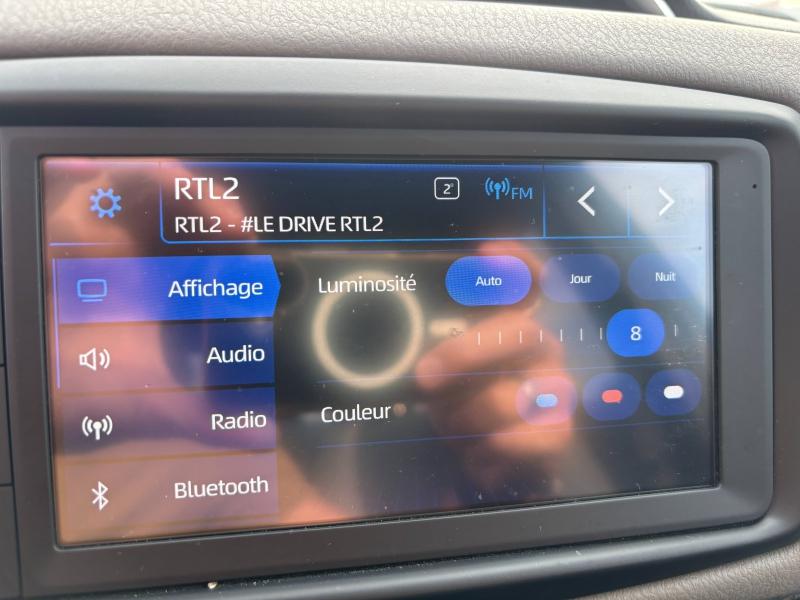 RTL2
2
FM
RTL2 - #LE DRIVE RTL2
Affichage
Luminosité
Auto
Jour
Nuit
Audio
8
Radio
Couleur
Bluetooth